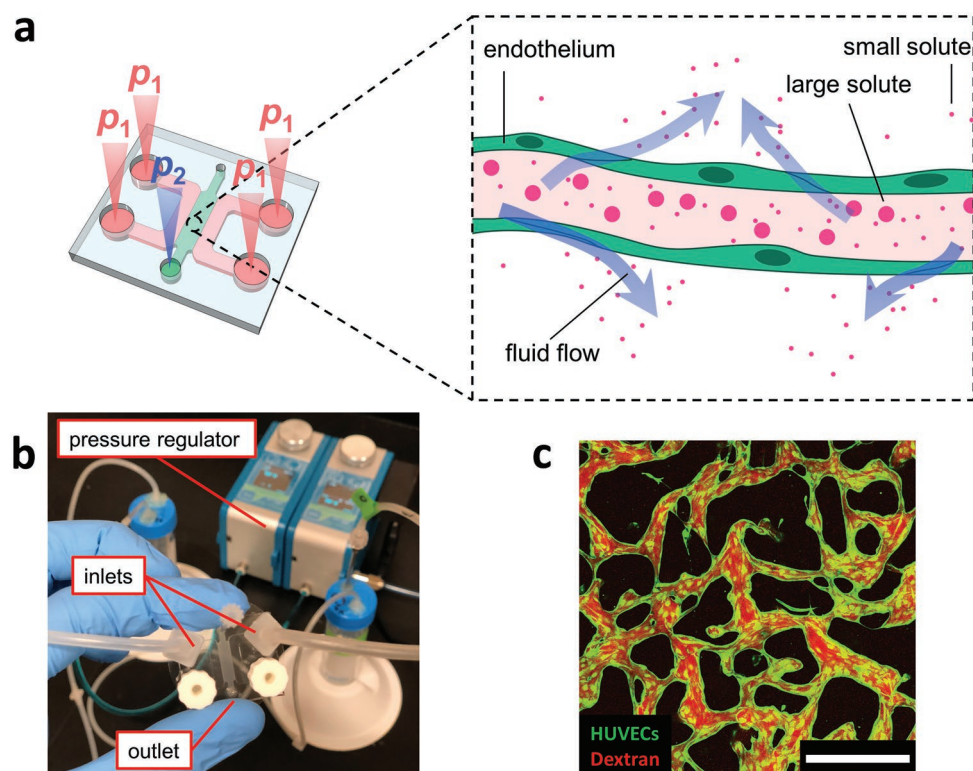 a
p1
p1
p1
p2
p1
endothelium
small solute
large solute
fluid flow
b
pressure regulator
inlets
outlet
c
HUVECs
Dextran